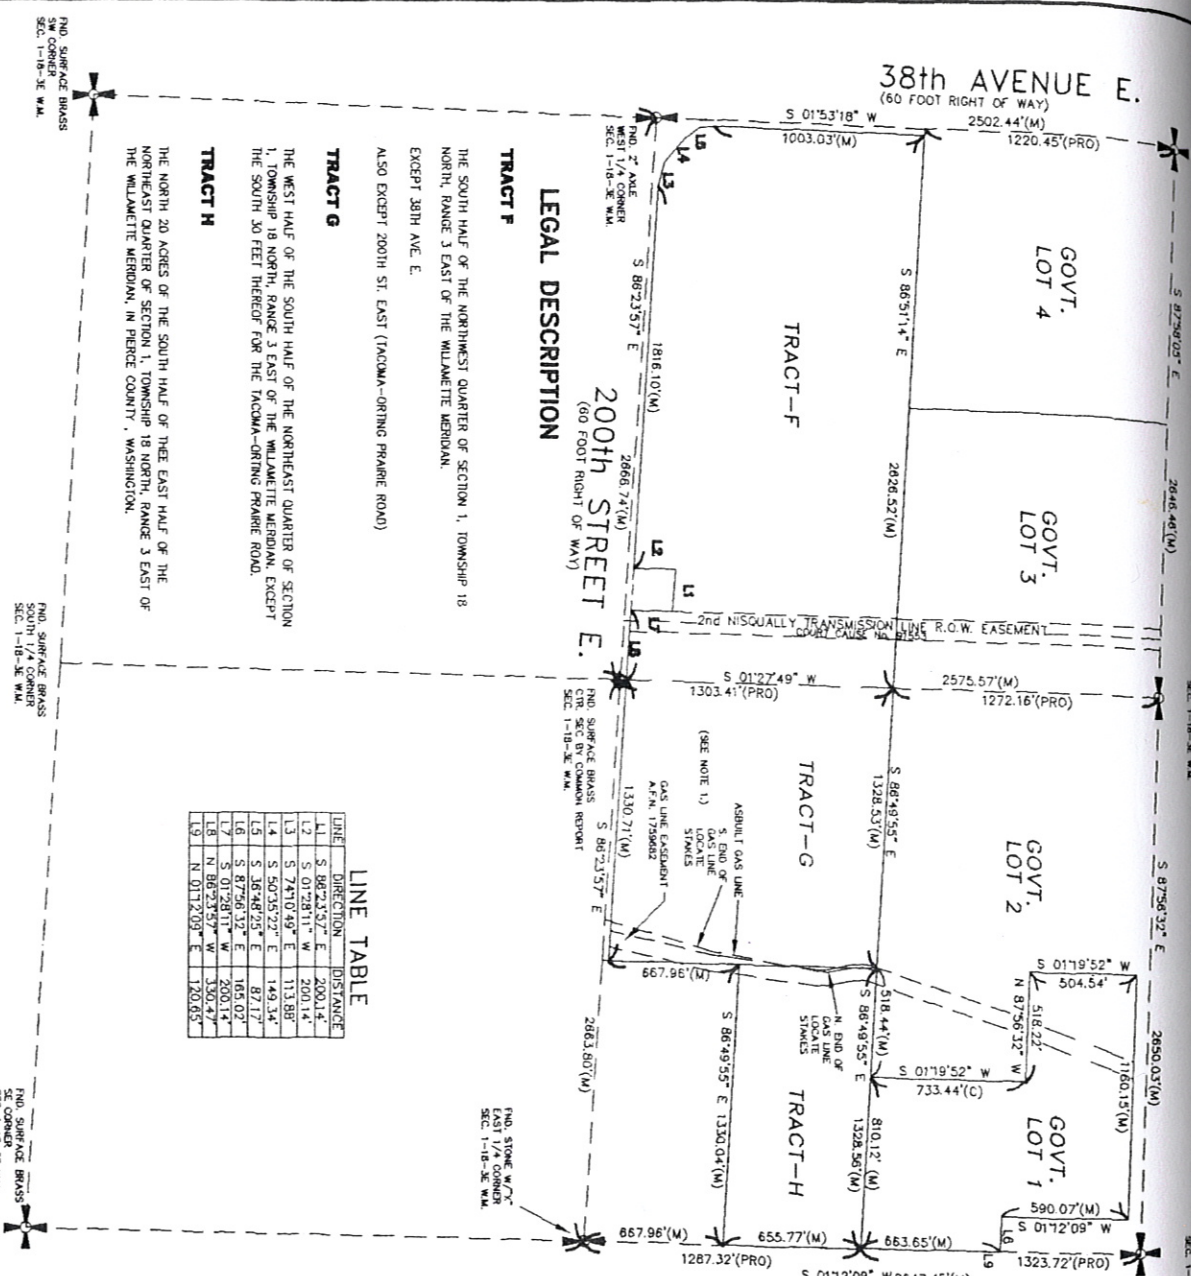 38th AVENUE E.
(60 FOOT RIGHT OF WAY)
S 01°53'18" W
1003.03'(M)
2502.44'(M)
1220.45'(PRO)
S 87°58'05" E
2646.46'(M)
GOVT.
LOT 4
GOVT.
LOT 3
GOVT.
LOT 2
GOVT.
LOT 1
S 86°51'14" E
2626.52'(M)
TRACT-F
L5
L4
L3
FND. 2" AXLE
WEST 1/4 CORNER
SEC. 1-18-3E W.M.
S 86°23'57" E
1816.10'(M)
2666.74'(M)
200th STREET E.
(60 FOOT RIGHT OF WAY)
L2
L1
L7
L8
2nd NISQUALLY TRANSMISSION LINE R.O.W. EASEMENT
COURT CAUSE No.
S 01°27'49" W
1303.41'(PRO)
2575.57'(M)
1272.16'(PRO)
FND. SURFACE BRASS
CTR. SEC BY COMMON REPORT
SEC. 1-18-3E W.M.
TRACT-G
S 86°49'55" E
1328.53'(M)
(SEE NOTE 1.)
ASBUILT GAS LINE
S. END OF
GAS LINE
LOCATE
STAKES
GAS LINE EASEMENT
A.F.N. 1759682
1330.71'(M)
S 86°23'57" E
667.96'(M)
N. END OF
GAS LINE
LOCATE
STAKES
518.44'(M)
S 86°49'55" E
810.12' (M)
1328.56'(M)
S 01°19'52" W
733.44'(C)
S 01°19'52" W
504.54'
518.22'
N 87°56'32" W
S 87°56'32" E
2650.03'(M)
1160.15'(M)
590.07'(M)
S 01°12'09" W
L6
L9
TRACT-H
S 86°49'55" E 1330.04'(M)
2663.80'(M)
667.96'(M)
655.77'(M)
663.65'(M)
1287.32'(PRO)
1323.72'(PRO)
FND. STONE W/"X"
EAST 1/4 CORNER
SEC. 1-18-3E W.M.
FND. SURFACE BRASS
SW CORNER
SEC. 1-18-3E W.M.
FND. SURFACE BRASS
SOUTH 1/4 CORNER
SEC. 1-18-3E W.M.
FND. SURFACE BRASS
SE CORNER
LEGAL DESCRIPTION
TRACT F
THE SOUTH HALF OF THE NORTHWEST QUARTER OF SECTION 1, TOWNSHIP 18
NORTH, RANGE 3 EAST OF THE WILLAMETTE MERIDIAN.
EXCEPT 38TH AVE. E.
ALSO EXCEPT 200TH ST. EAST (TACOMA-ORTING PRAIRIE ROAD)
TRACT G
THE WEST HALF OF THE SOUTH HALF OF THE NORTHEAST QUARTER OF SECTION
1, TOWNSHIP 18 NORTH, RANGE 3 EAST OF THE WILLAMETTE MERIDIAN. EXCEPT
THE SOUTH 30 FEET THEREOF FOR THE TACOMA-ORTING PRAIRIE ROAD.
TRACT H
THE NORTH 20 ACRES OF THE SOUTH HALF OF THEE EAST HALF OF THE
NORTHEAST QUARTER OF SECTION 1, TOWNSHIP 18 NORTH, RANGE 3 EAST OF
THE WILLAMETTE MERIDIAN, IN PIERCE COUNTY , WASHINGTON.
LINE TABLE
LINE DIRECTION DISTANCE
L1 S 86°23'57" E 200.14'
L2 S 01°28'11" W 200.14'
L3 S 74°10'49" E 113.88'
L4 S 50°35'22" E 149.34'
L5 S 36°48'25" E 87.17'
L6 S 87°56'32" E 165.02'
L7 S 01°28'11" W 200.14'
L8 N 86°23'57" W 330.47'
L9 N 01°12'09" E 120.65'